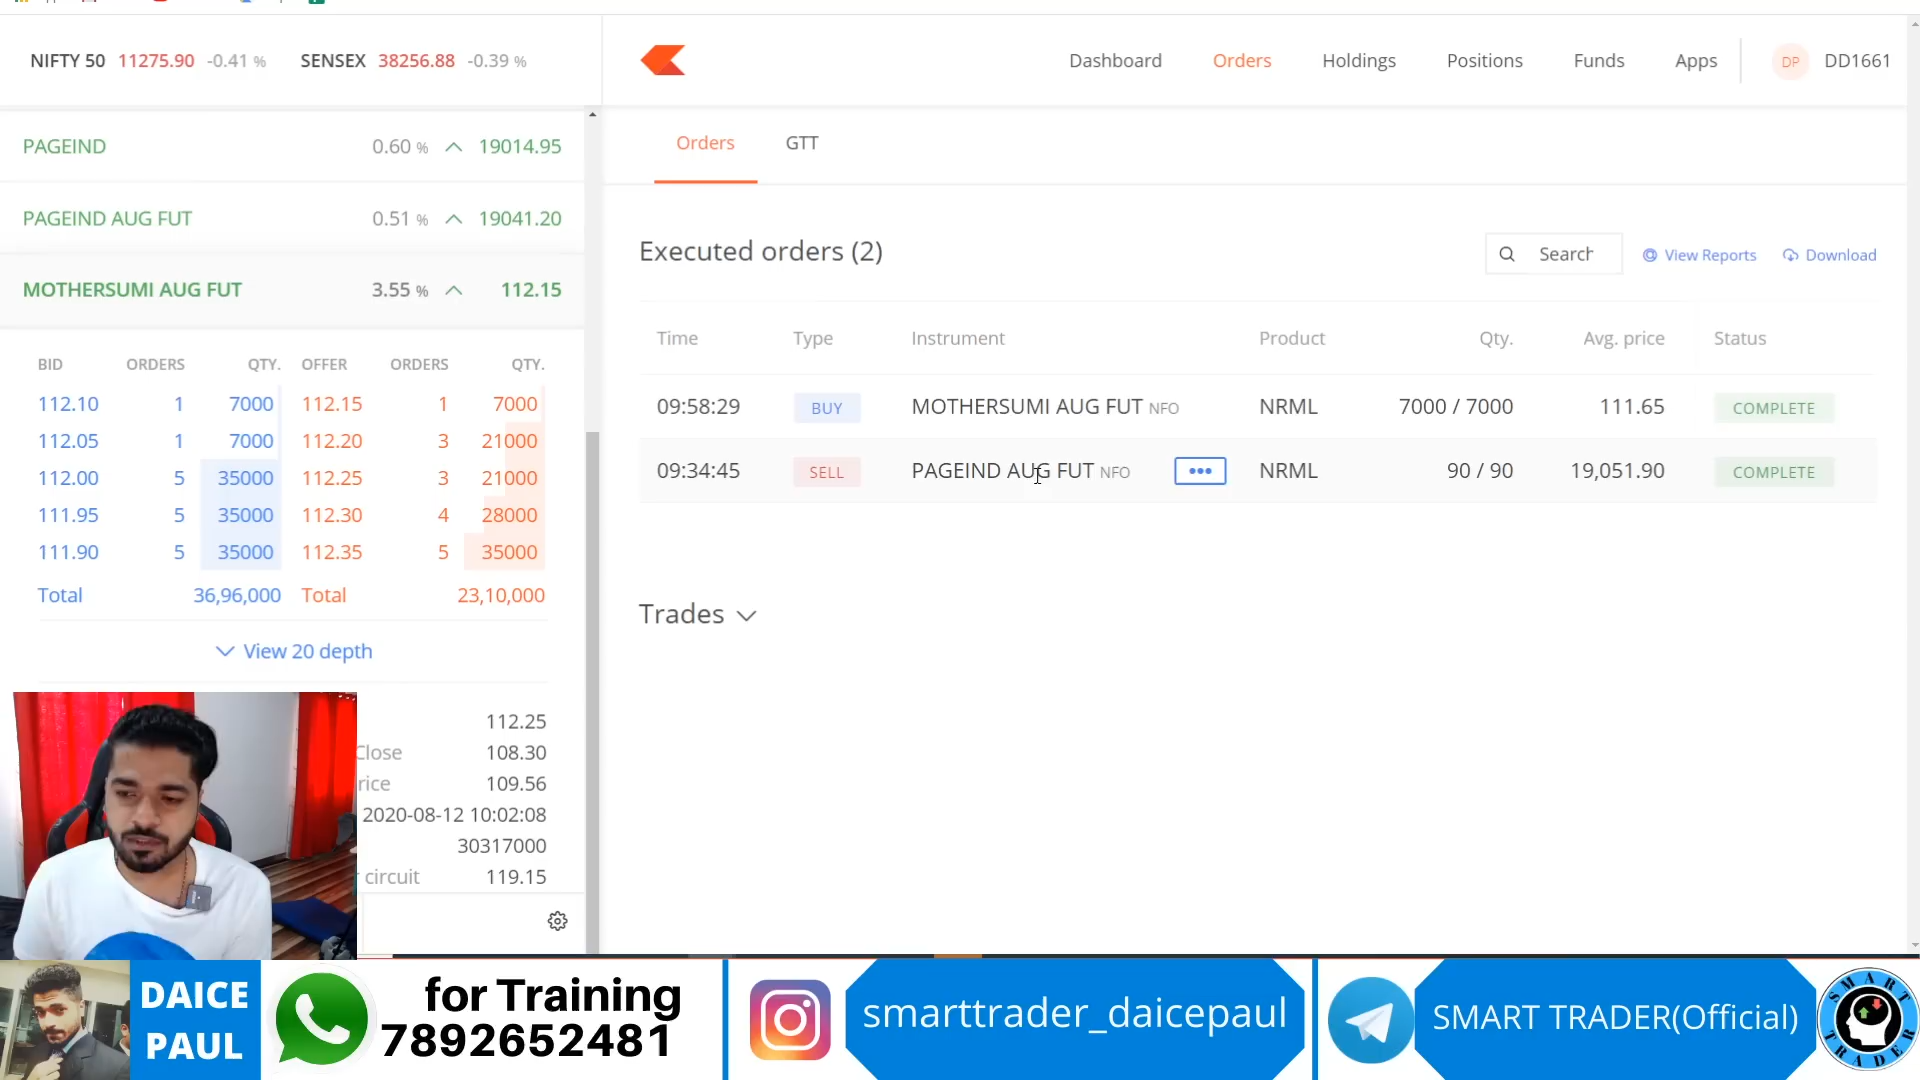 NIFTY 50 11275.90 -0.41 % SENSEX 38256.88 -0.39 %
Dashboard Orders Holdings Positions Funds Apps DP DD1661
PAGEIND 0.60 % 19014.95
PAGEIND AUG FUT 0.51 % 19041.20
MOTHERSUMI AUG FUT 3.55 % 112.15
BID ORDERS QTY. OFFER ORDERS QTY.
112.10 1 7000 112.15 1 7000
112.05 1 7000 112.20 3 21000
112.00 5 35000 112.25 3 21000
111.95 5 35000 112.30 4 28000
111.90 5 35000 112.35 5 35000
Total 36,96,000 Total 23,10,000
View 20 depth
112.25
Close 108.30
rice 109.56
2020-08-12 10:02:08
30317000
circuit 119.15
Orders GTT
Executed orders (2) Search View Reports Download
Time Type Instrument Product Qty. Avg. price Status
09:58:29 BUY MOTHERSUMI AUG FUT NFO NRML 7000 / 7000 111.65 COMPLETE
09:34:45 SELL PAGEIND AUG FUT NFO ••• NRML 90 / 90 19,051.90 COMPLETE
Trades
DAICE
PAUL
for Training
7892652481
smarttrader_daicepaul
SMART TRADER(Official)
SMART
TRADER